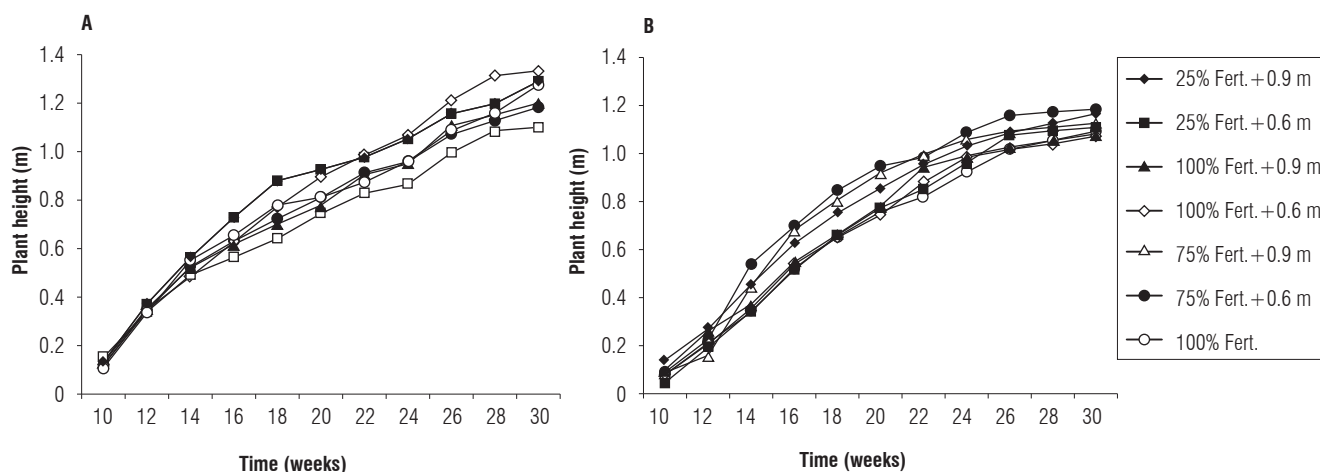 A
Plant height (m)
1.4
1.2
1.0
0.8
0.6
0.4
0.2
0
10 12 14 16 18 20 22 24 26 28 30
Time (weeks)
B
Plant height (m)
1.4
1.2
1.0
0.8
0.6
0.4
0.2
0
10 12 14 16 18 20 22 24 26 28 30
Time (weeks)
25% Fert.+0.9 m
25% Fert.+0.6 m
100% Fert.+0.9 m
100% Fert.+0.6 m
75% Fert.+0.9 m
75% Fert.+0.6 m
100% Fert.